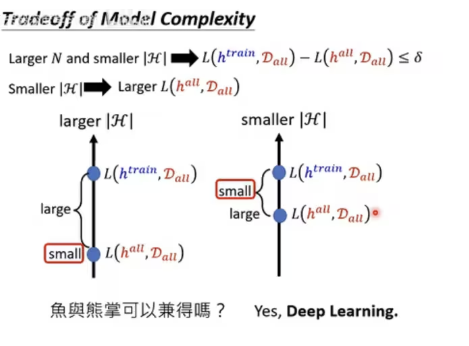 Tradeoff of Model Complexity
Larger N and smaller |ℋ| ➡ L(h^train, 𝒟_all) − L(h^all, 𝒟_all) ≤ δ
Smaller |ℋ| ➡ Larger L(h^all, 𝒟_all)
larger |ℋ|
L(h^train, 𝒟_all)
large
small
L(h^all, 𝒟_all)
smaller |ℋ|
L(h^train, 𝒟_all)
small
large
L(h^all, 𝒟_all)
魚與熊掌可以兼得嗎？
Yes, Deep Learning.